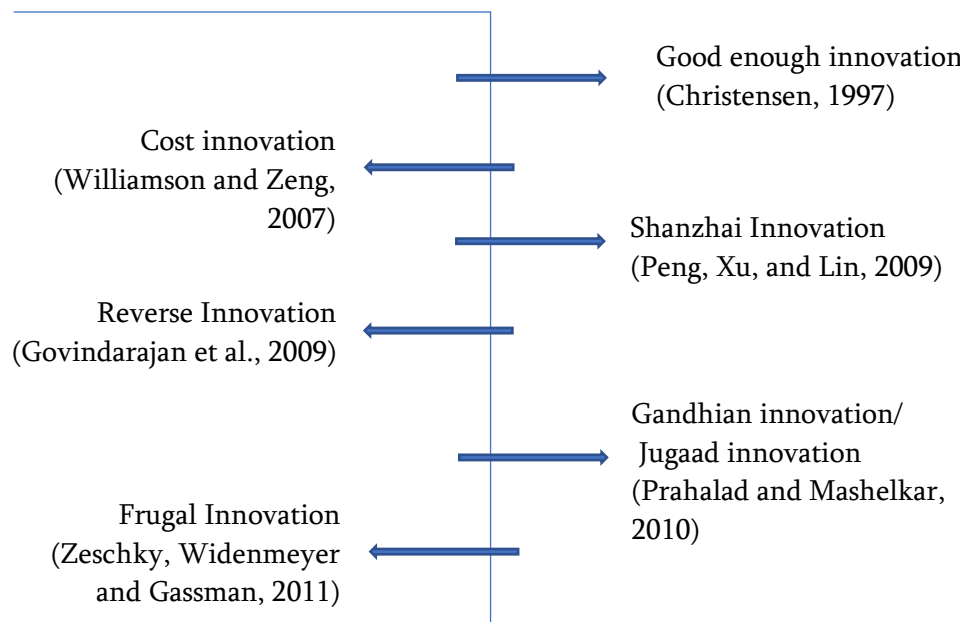 Good enough innovation
(Christensen, 1997)
Cost innovation
(Williamson and Zeng,
2007)
Shanzhai Innovation
(Peng, Xu, and Lin, 2009)
Reverse Innovation
(Govindarajan et al., 2009)
Gandhian innovation/
Jugaad innovation
(Prahalad and Mashelkar,
2010)
Frugal Innovation
(Zeschky, Widenmeyer
and Gassman, 2011)